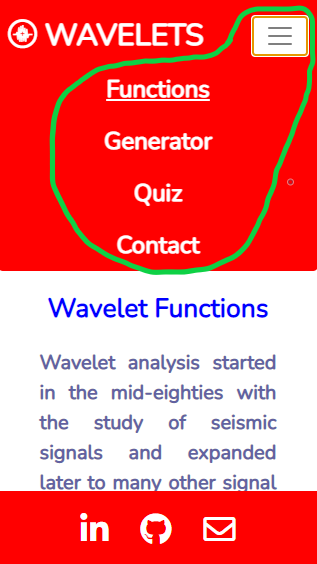 WAVELETS
Functions
Generator
Quiz
Contact
Wavelet Functions
Wavelet analysis started
in the mid-eighties with
the study of seismic
signals and expanded
later to many other signal
in